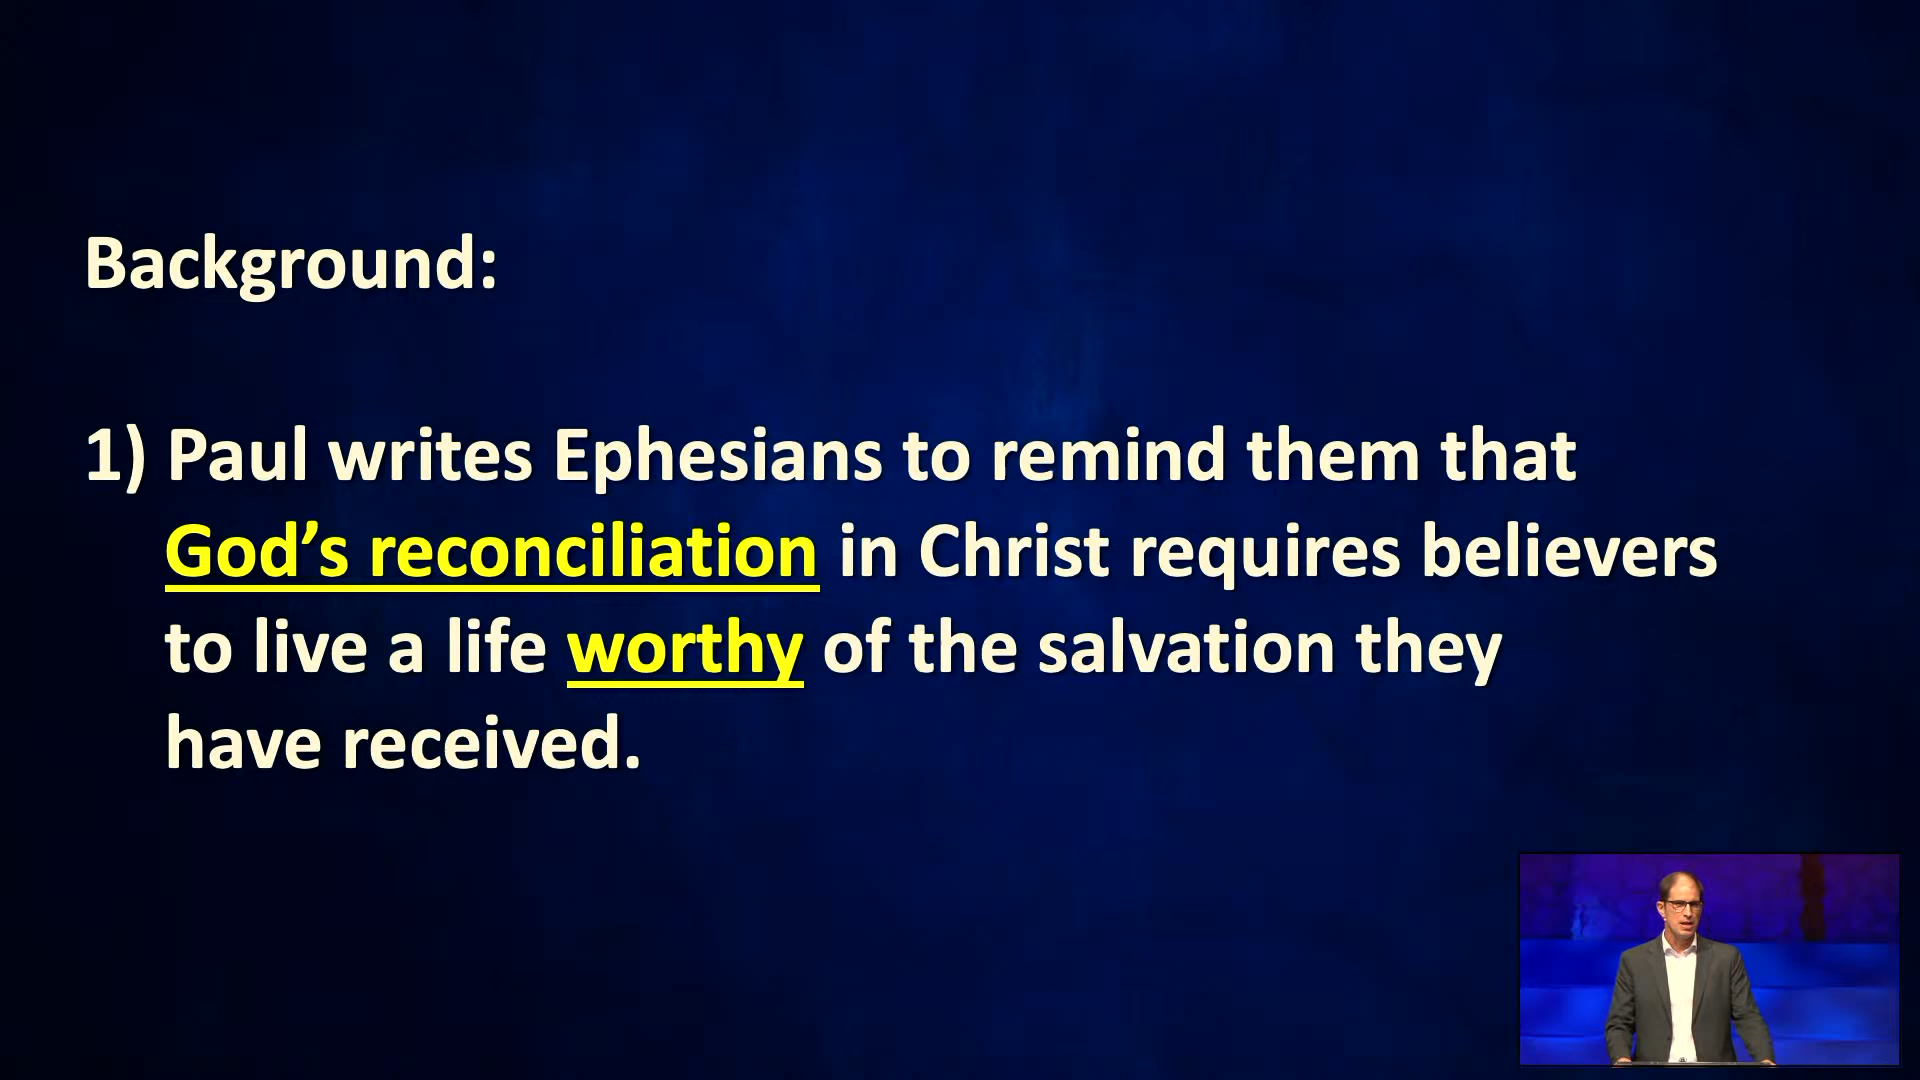 Background:
1) Paul writes Ephesians to remind them that
God’s reconciliation in Christ requires believers
to live a life worthy of the salvation they
have received.